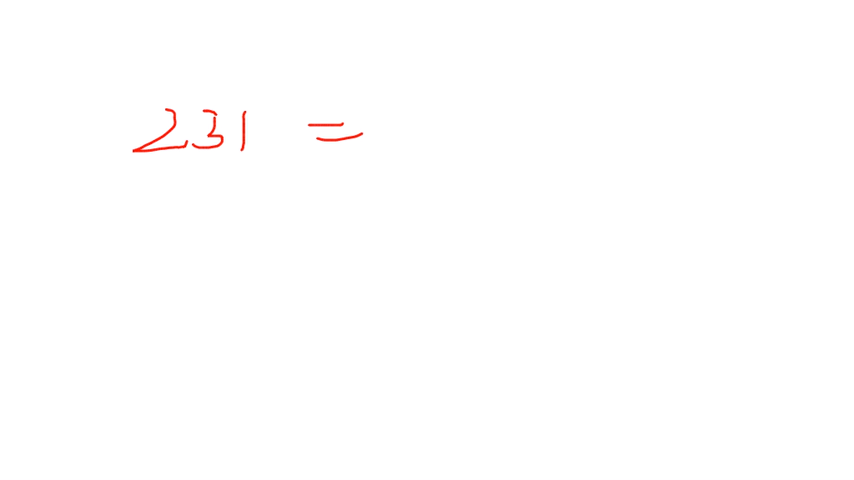 231 =